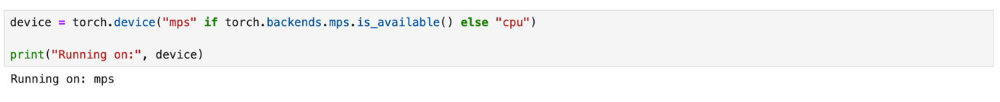 device = torch.device("mps" if torch.backends.mps.is_available() else "cpu")
print("Running on:", device)
Running on: mps